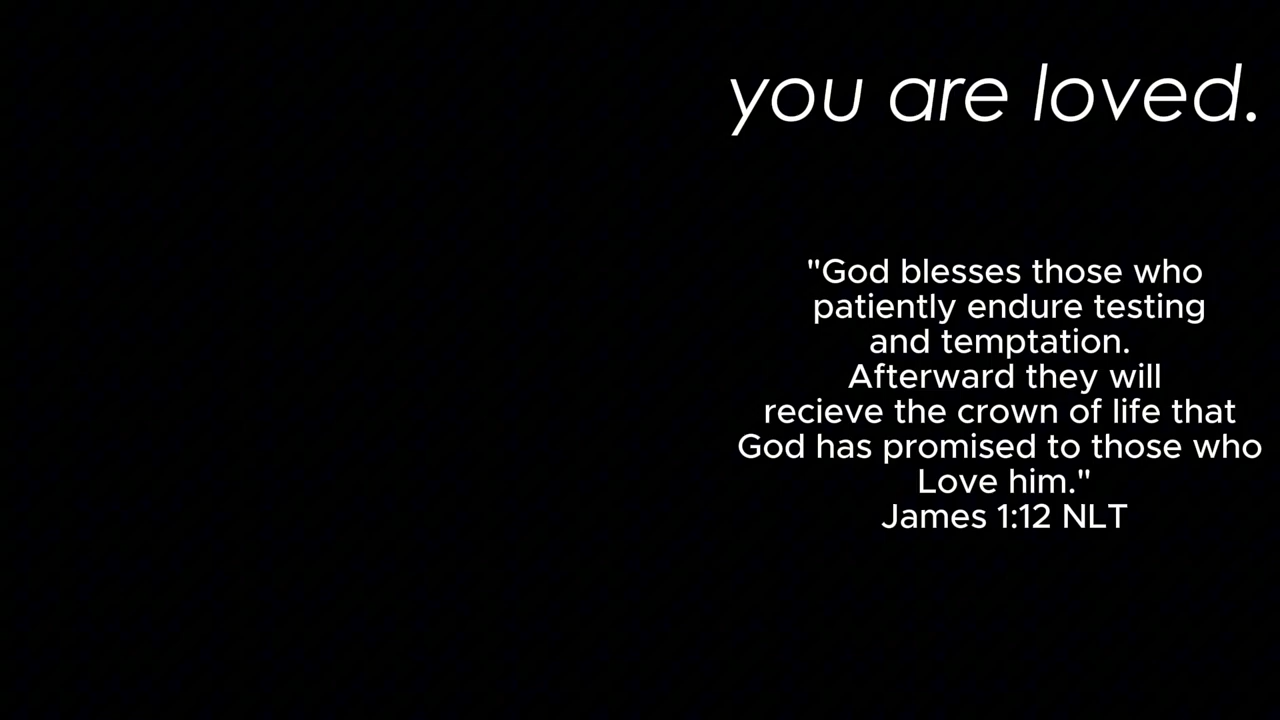 you are loved.
"God blesses those who
patiently endure testing
and temptation.
Afterward they will
recieve the crown of life that
God has promised to those who
Love him."
James 1:12 NLT